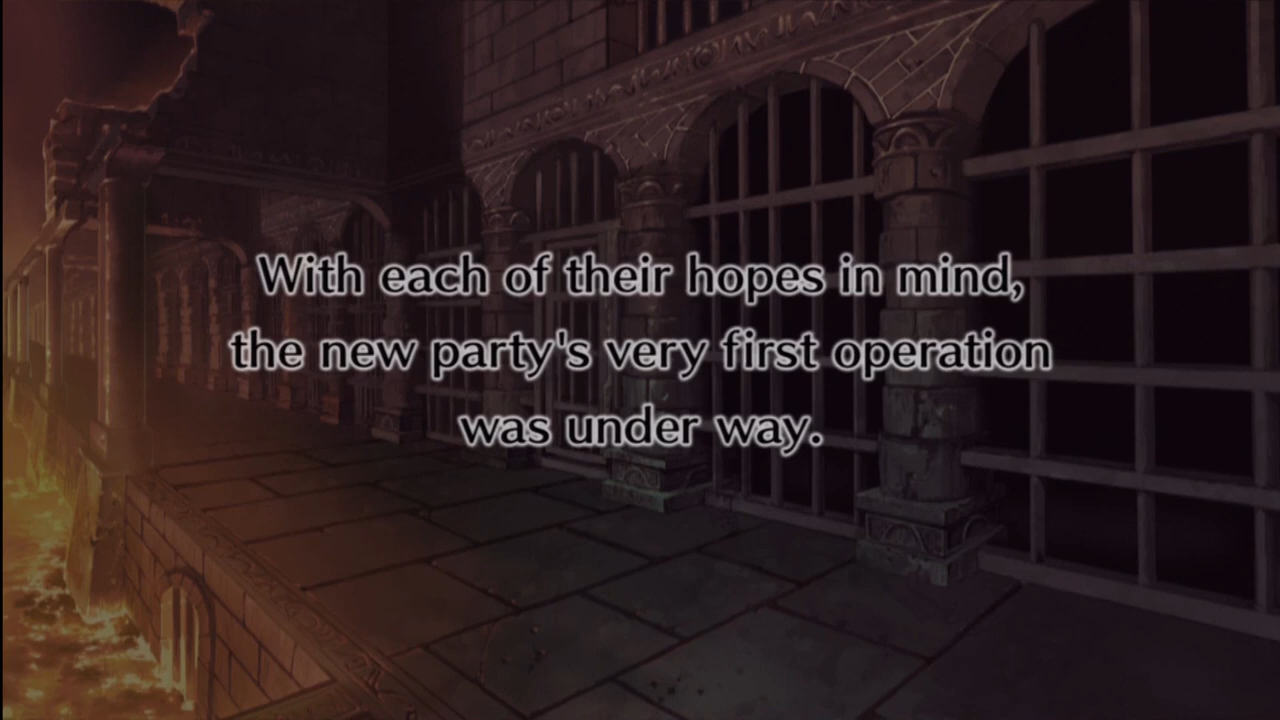 With each of their hopes in mind,
the new party's very first operation
was under way.